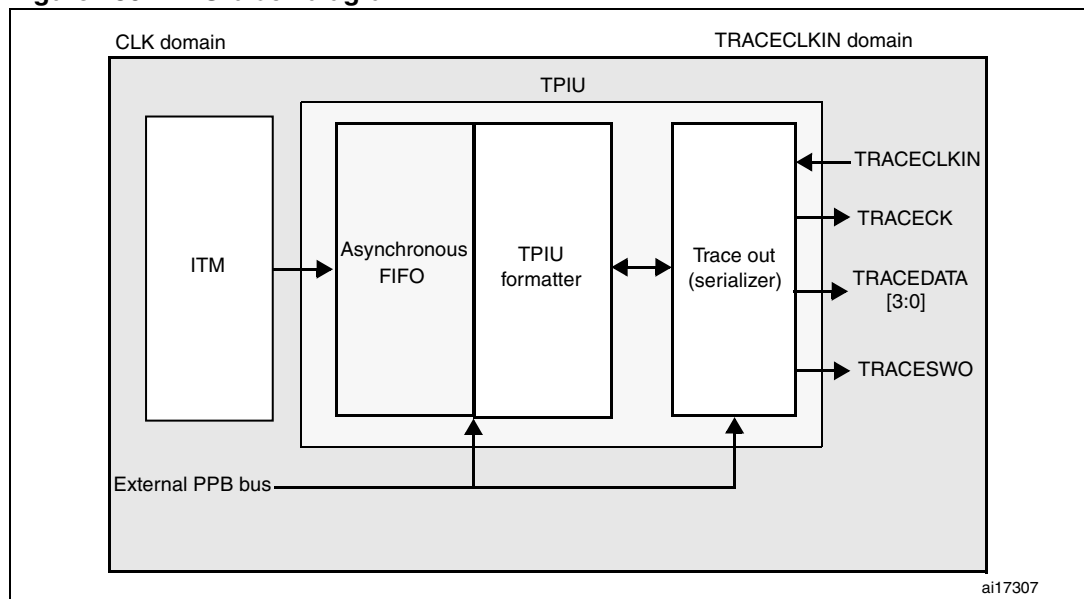 CLK domain
TRACECLKIN domain
TPIU
ITM
Asynchronous
FIFO
TPIU
formatter
Trace out
(serializer)
TRACECLKIN
TRACECK
TRACEDATA
[3:0]
TRACESWO
External PPB bus
ai17307